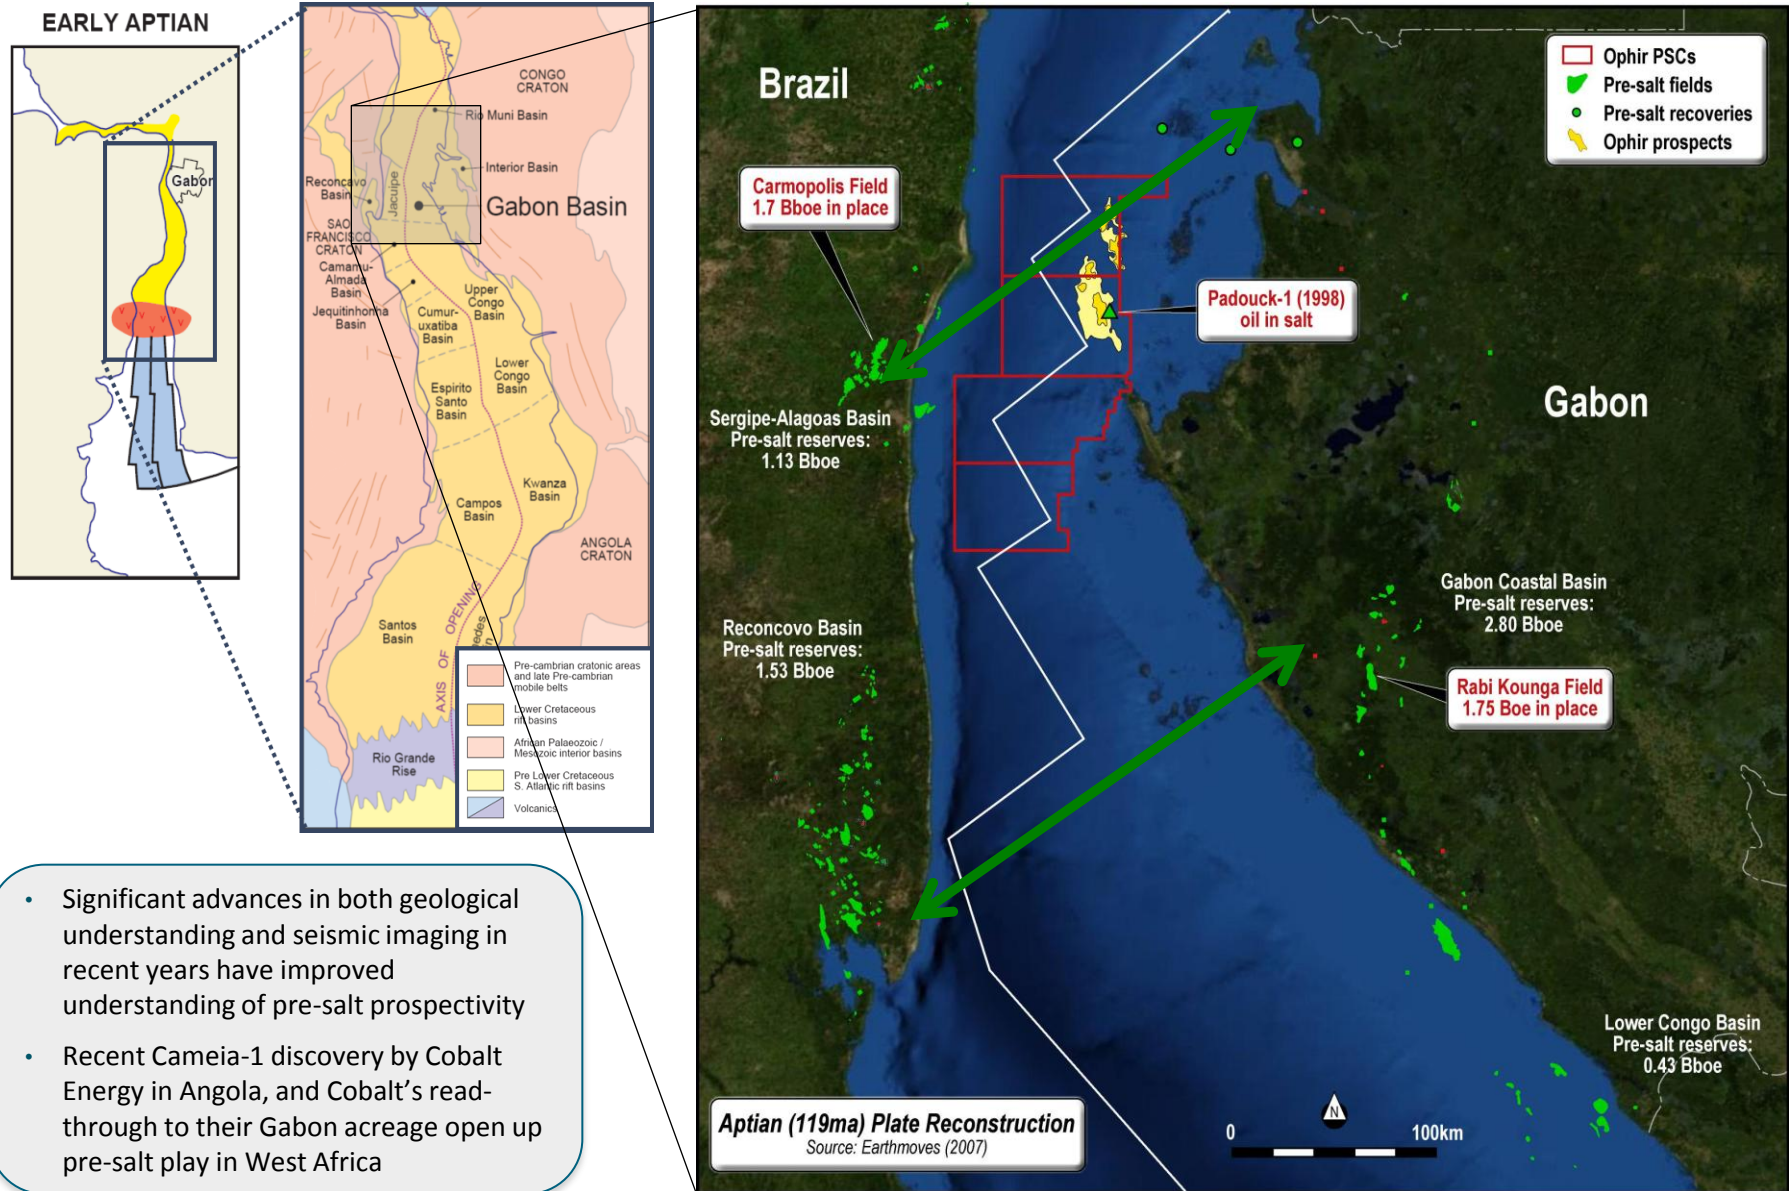 EARLY APTIAN
Gabon
CONGO
CRATON
Rio Muni Basin
Interior Basin
Reconcavo
Basin
Jacuipe
Gabon Basin
SAO
FRANCISCO
CRATON
Camamu-
Almada
Basin
Jequitinhonha
Basin
Upper
Congo
Basin
Cumur-
uxatiba
Basin
Lower
Congo
Basin
Espirito
Santo
Basin
Kwanza
Basin
Campos
Basin
ANGOLA
CRATON
Santos
Basin
AXIS OF OPENING
Rio Grande
Rise
Pre-cambrian cratonic areas
and late Pre-cambrian
mobile belts
Lower Cretaceous
rift basins
African Palaeozoic /
Mesozoic interior basins
Pre Lower Cretaceous
S. Atlantic rift basins
Volcanics
• Significant advances in both geological
understanding and seismic imaging in
recent years have improved
understanding of pre-salt prospectivity
• Recent Cameia-1 discovery by Cobalt
Energy in Angola, and Cobalt's read-
through to their Gabon acreage open up
pre-salt play in West Africa
Brazil
Ophir PSCs
Pre-salt fields
Pre-salt recoveries
Ophir prospects
Carmopolis Field
1.7 Bboe in place
Padouck-1 (1998)
oil in salt
Gabon
Sergipe-Alagoas Basin
Pre-salt reserves:
1.13 Bboe
Gabon Coastal Basin
Pre-salt reserves:
2.80 Bboe
Reconcovo Basin
Pre-salt reserves:
1.53 Bboe
Rabi Kounga Field
1.75 Boe in place
Lower Congo Basin
Pre-salt reserves:
0.43 Bboe
Aptian (119ma) Plate Reconstruction
Source: Earthmoves (2007)
N
0 100km